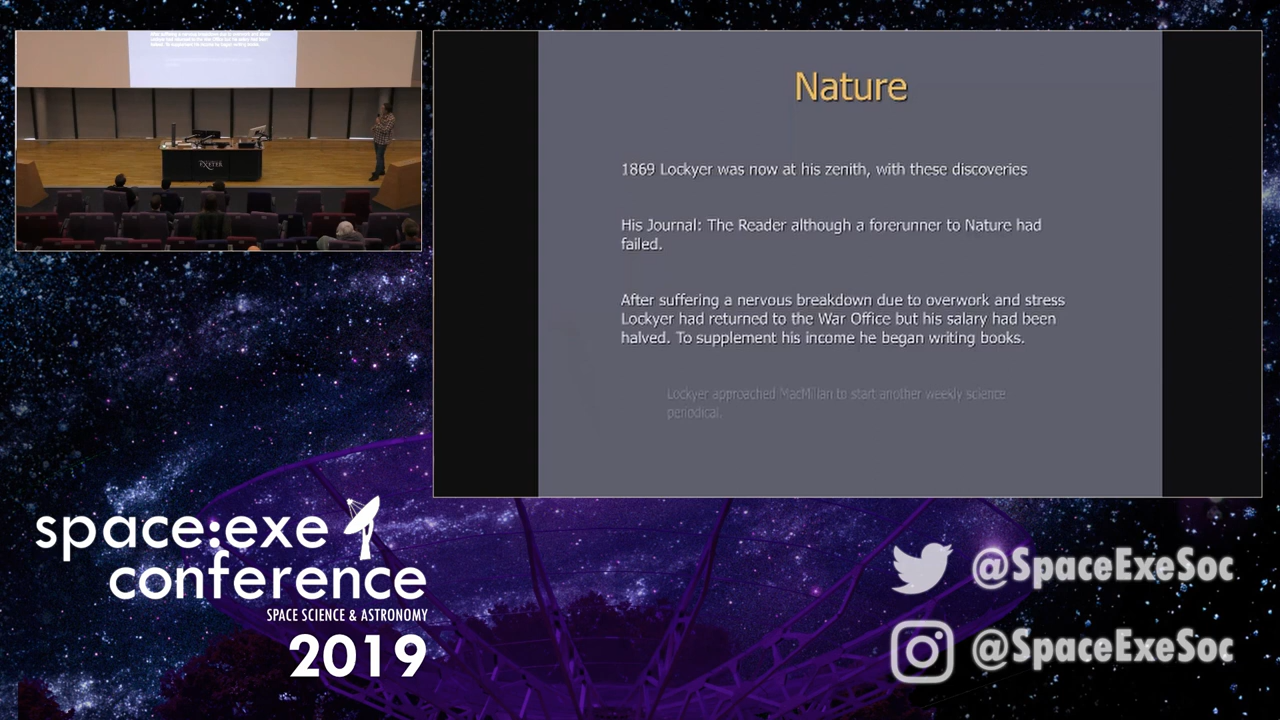 Nature
1869 Lockyer was now at his zenith, with these discoveries
His Journal: The Reader although a forerunner to Nature had
failed.
After suffering a nervous breakdown due to overwork and stress
Lockyer had returned to the War Office but his salary had been
halved. To supplement his income he began writing books.
Lockyer approached MacMillan to start another weekly science
periodical.
EXETER
space:exe
conference
SPACE SCIENCE & ASTRONOMY
2019
@SpaceExeSoc
@SpaceExeSoc